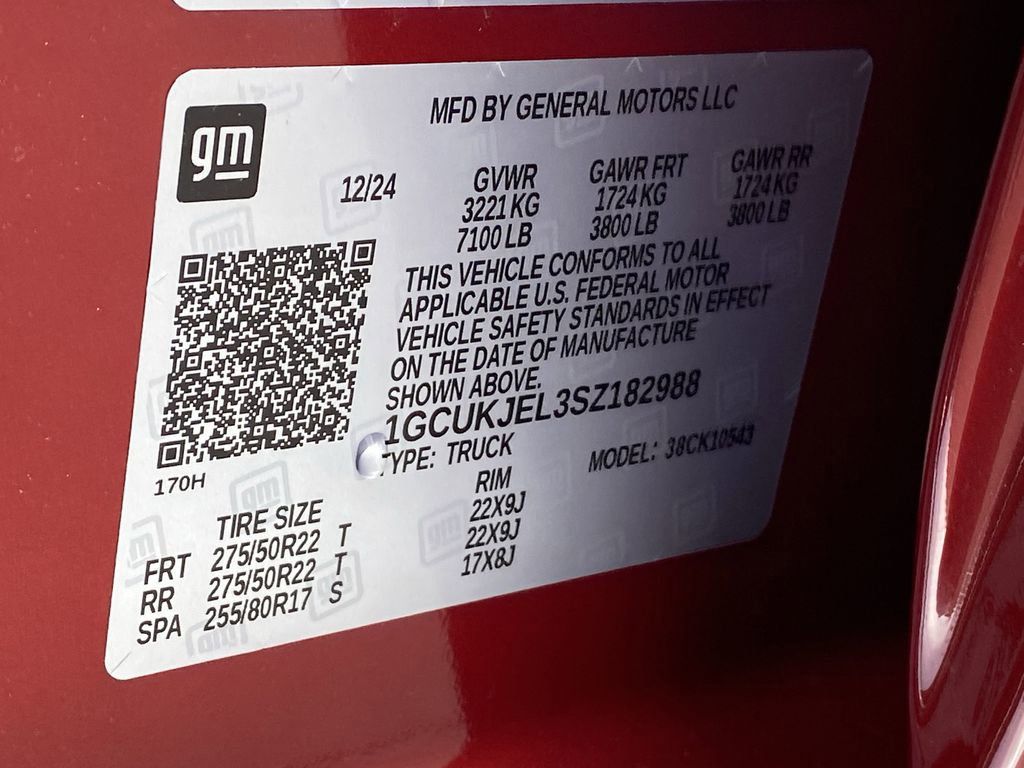 gm
MFD BY GENERAL MOTORS LLC
12/24 GVWR GAWR FRT GAWR RR
3221 KG 1724 KG 1724 KG
7100 LB 3800 LB 3800 LB
THIS VEHICLE CONFORMS TO ALL
APPLICABLE U.S. FEDERAL MOTOR
VEHICLE SAFETY STANDARDS IN EFFECT
ON THE DATE OF MANUFACTURE
SHOWN ABOVE.
1GCUKJEL3SZ182988
TYPE: TRUCK MODEL: 38CK10543
170H
TIRE SIZE RIM
FRT 275/50R22 T 22X9J
RR 275/50R22 T 22X9J
SPA 255/80R17 S 17X8J